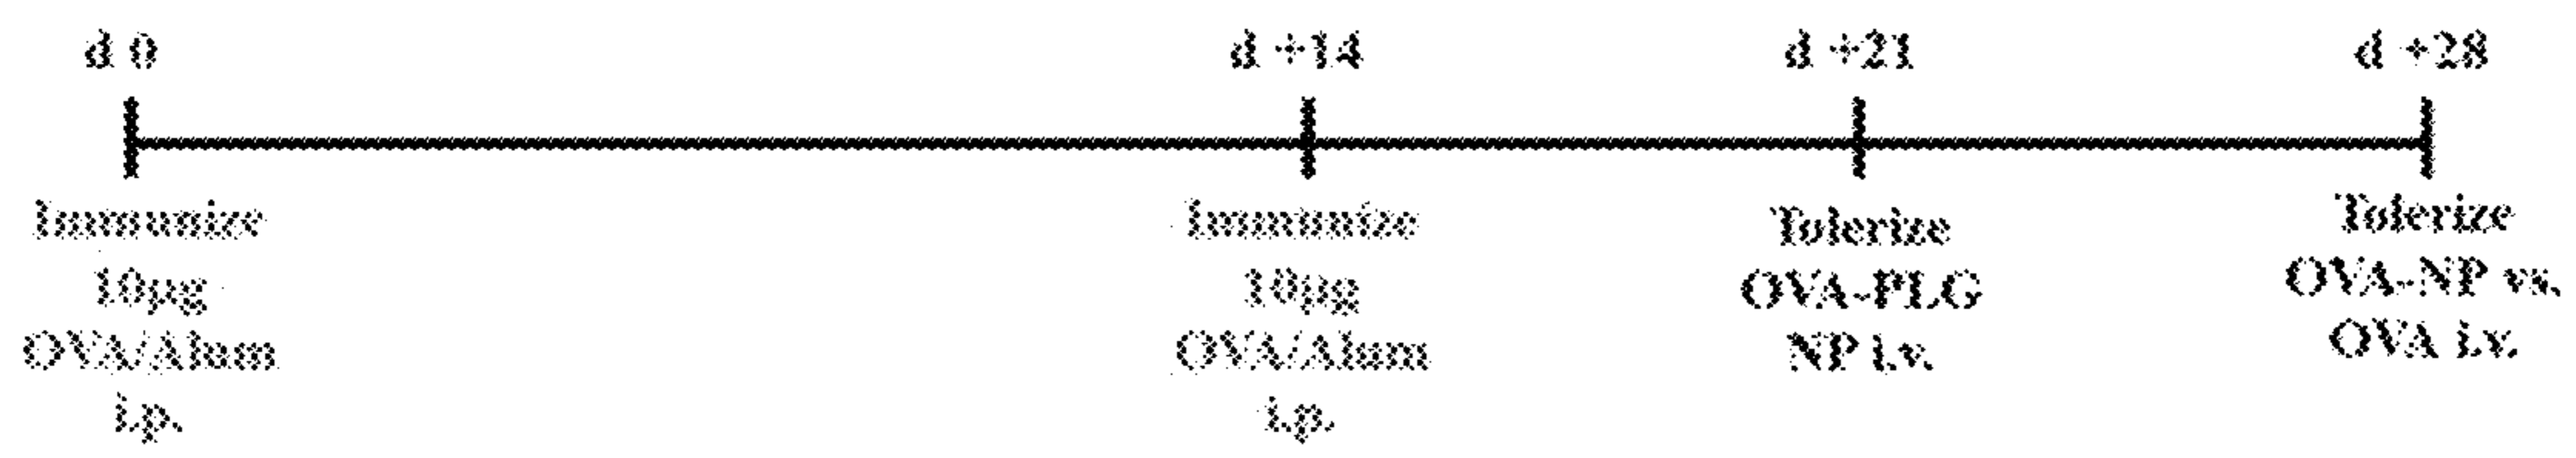 d 0
d +14
d +21
d +28
Immunize
10µg
OVA/Alum
i.p.
Immunize
10µg
OVA/Alum
i.p.
Tolerize
OVA-PLG
NP i.v.
Tolerize
OVA-NP vs.
OVA i.v.